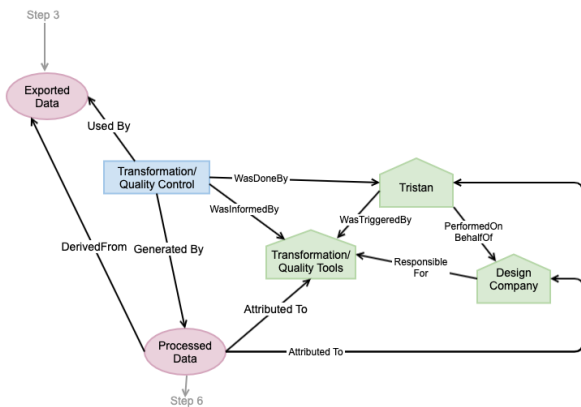 Step 3
Exported
Data
Used By
Transformation/
Quality Control
WasDoneBy
Tristan
WasInformedBy
WasTriggeredBy
PerformedOn
BehalfOf
DerivedFrom
Generated By
Transformation/
Quality Tools
Responsible
For
Design
Company
Attributed To
Processed
Data
Attributed To
Step 6